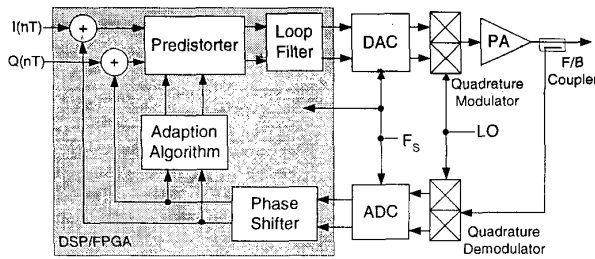 I(nT)
Q(nT)
+
+
Predistorter
Loop
Filter
DAC
PA
F/B
Coupler
Quadrature
Modulator
Adaption
Algorithm
F_S
LO
Phase
Shifter
ADC
Quadrature
Demodulator
DSP/FPGA